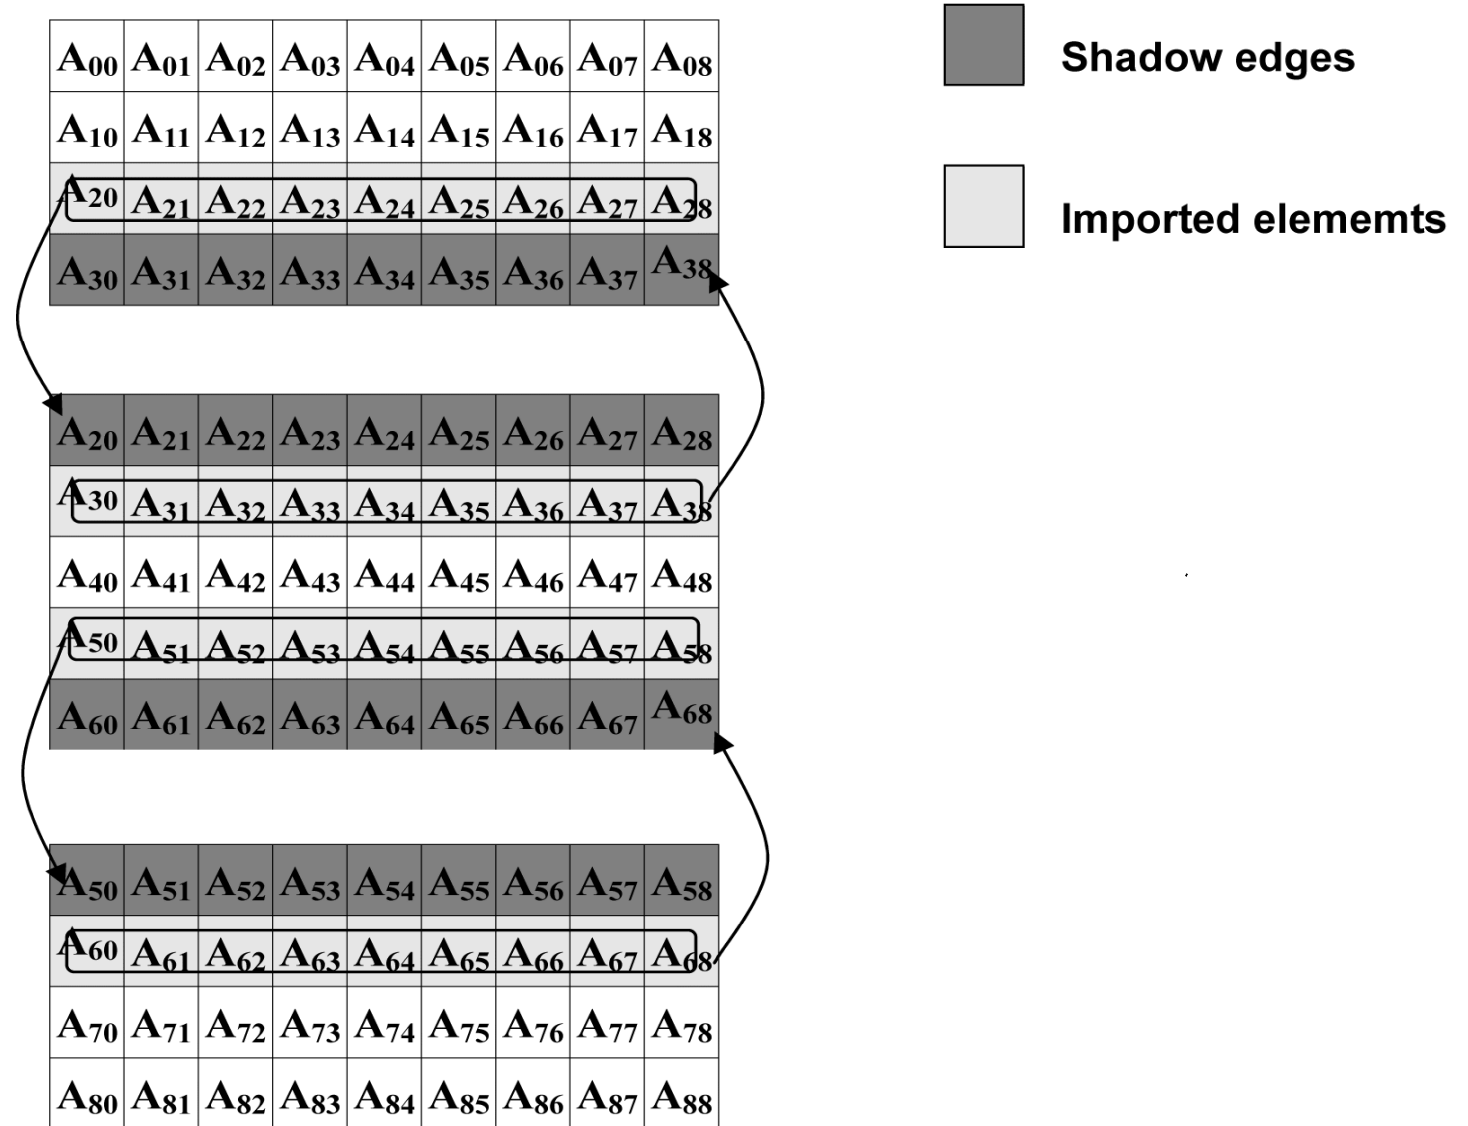 A00 A01 A02 A03 A04 A05 A06 A07 A08
A10 A11 A12 A13 A14 A15 A16 A17 A18
A20 A21 A22 A23 A24 A25 A26 A27 A28
A30 A31 A32 A33 A34 A35 A36 A37 A38
A20 A21 A22 A23 A24 A25 A26 A27 A28
A30 A31 A32 A33 A34 A35 A36 A37 A38
A40 A41 A42 A43 A44 A45 A46 A47 A48
A50 A51 A52 A53 A54 A55 A56 A57 A58
A60 A61 A62 A63 A64 A65 A66 A67 A68
A50 A51 A52 A53 A54 A55 A56 A57 A58
A60 A61 A62 A63 A64 A65 A66 A67 A68
A70 A71 A72 A73 A74 A75 A76 A77 A78
A80 A81 A82 A83 A84 A85 A86 A87 A88
Shadow edges
Imported elememts